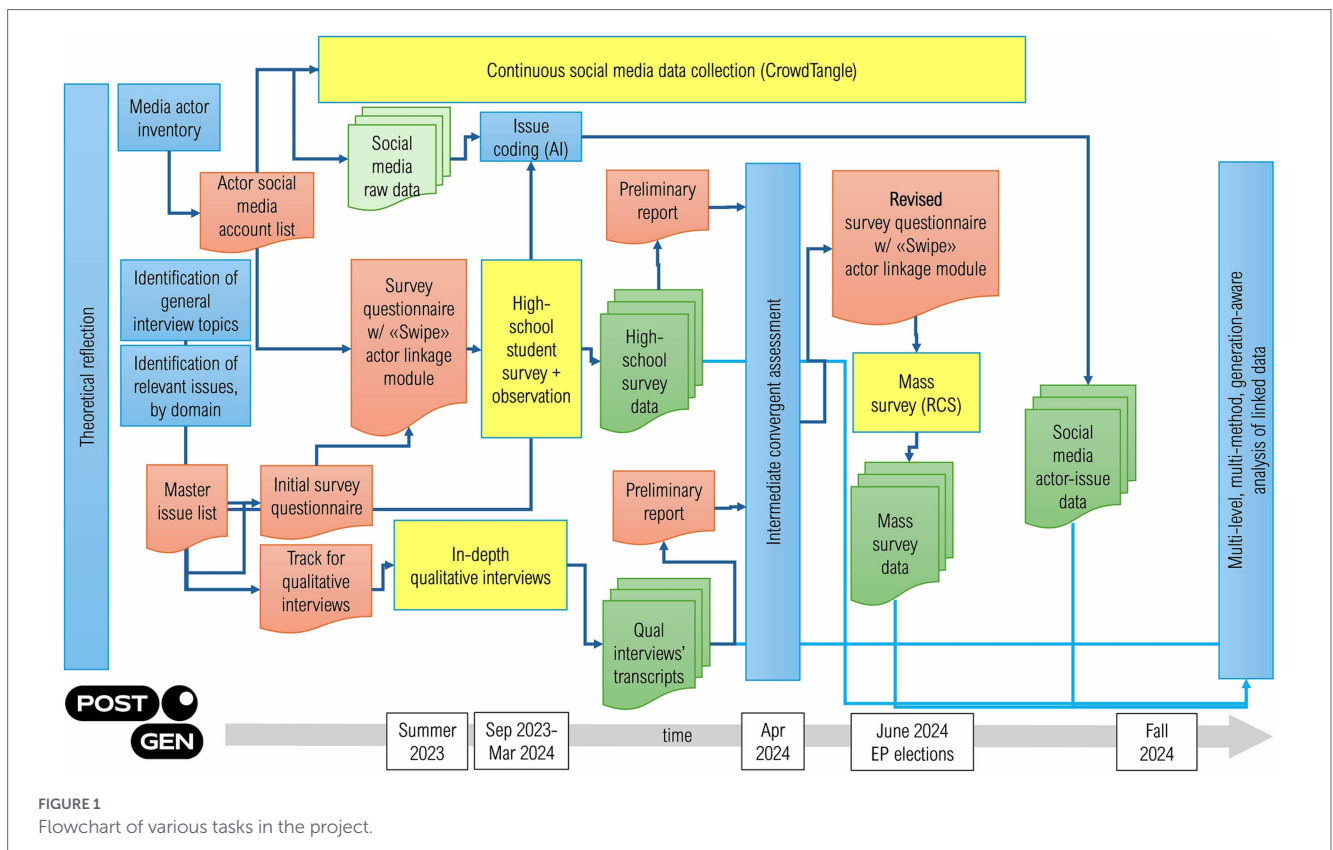 Continuous social media data collection (CrowdTangle)
Theoretical reflection
Media actor
inventory
Social
media
raw data
Issue
coding (AI)
Actor social
media
account list
Preliminary
report
Revised
survey questionnaire
w/ «Swipe»
actor linkage
module
Identification of
general
interview topics
Identification of
relevant issues,
by domain
Survey
questionnaire
w/ «Swipe»
actor linkage
module
High-
school
student
survey +
observation
High-
school
survey
data
Intermediate convergent assessment
Mass
survey (RCS)
Social
media
actor-issue
data
Multi-level, multi-method, generation-aware
analysis of linked data
Master
issue list
Initial survey
questionnaire
Preliminary
report
Mass
survey
data
Track for
qualitative
interviews
In-depth
qualitative interviews
Qual
interviews’
transcripts
POST
GEN
Summer
2023
Sep 2023-
Mar 2024
time
Apr
2024
June 2024
EP elections
Fall
2024
FIGURE 1
Flowchart of various tasks in the project.